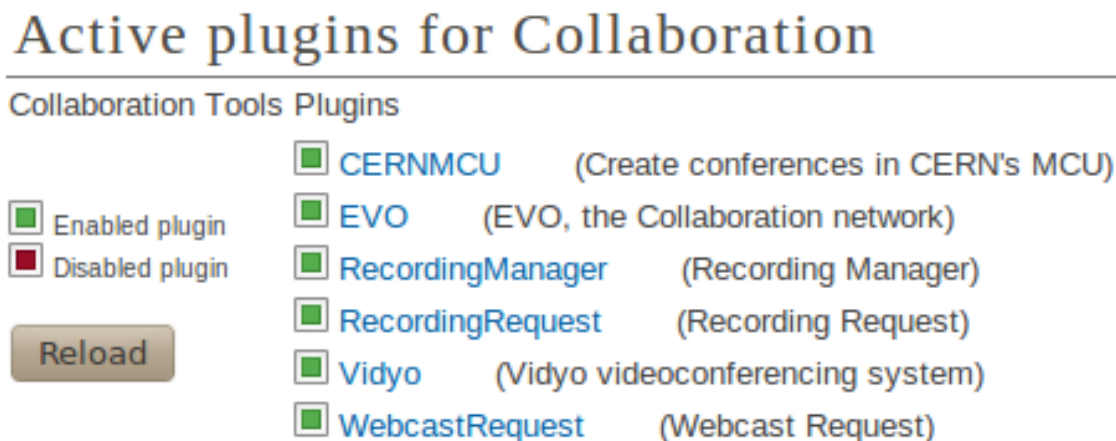 Active plugins for Collaboration
Collaboration Tools Plugins
CERNMCU (Create conferences in CERN's MCU)
EVO (EVO, the Collaboration network)
Enabled plugin
RecordingManager (Recording Manager)
Disabled plugin
RecordingRequest (Recording Request)
Reload
Vidyo (Vidyo videoconferencing system)
WebcastRequest (Webcast Request)